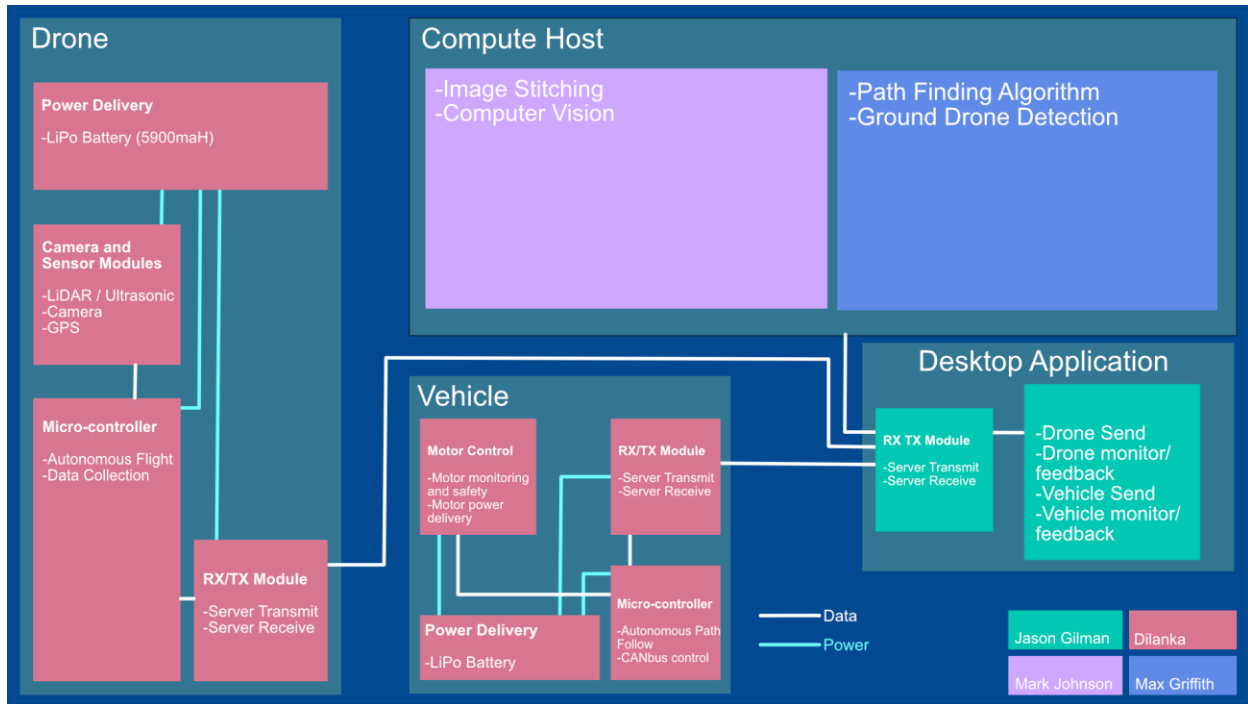 Drone
Power Delivery
-LiPo Battery (5900maH)
Camera and
Sensor Modules
-LiDAR / Ultrasonic
-Camera
-GPS
Micro-controller
-Autonomous Flight
-Data Collection
RX/TX Module
-Server Transmit
-Server Receive
Compute Host
-Image Stitching
-Computer Vision
-Path Finding Algorithm
-Ground Drone Detection
Vehicle
Motor Control
-Motor monitoring
and safety
-Motor power
delivery
RX/TX Module
-Server Transmit
-Server Receive
Power Delivery
-LiPo Battery
Micro-controller
-Autonomous Path
Follow
-CANbus control
Desktop Application
RX TX Module
-Server Transmit
-Server Receive
-Drone Send
-Drone monitor/
feedback
-Vehicle Send
-Vehicle monitor/
feedback
Data
Power
Jason Gilman
Dilanka
Mark Johnson
Max Griffith